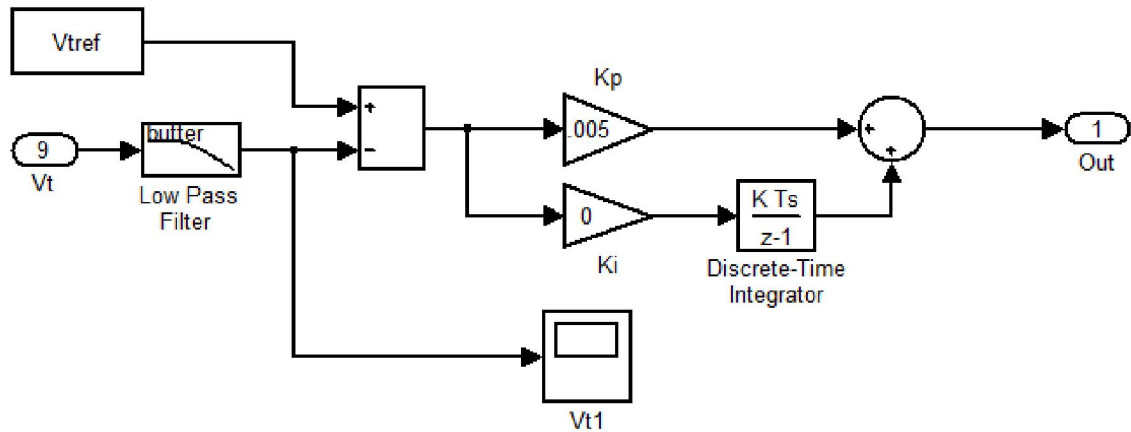 Vtref
Kp
+
butter
.005
9
−
+
1
+
Vt
Out
Low Pass
Filter
0
K Ts
z-1
Ki
Discrete-Time
Integrator
Vt1